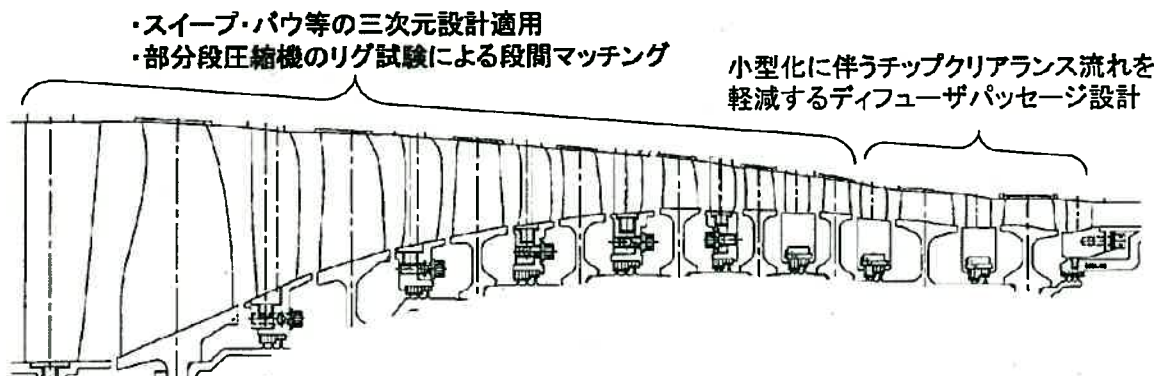 ・スイープ・バウ等の三次元設計適用
・部分段圧縮機のリグ試験による段間マッチング
小型化に伴うチップクリアランス流れを
軽減するディフューザパッセージ設計